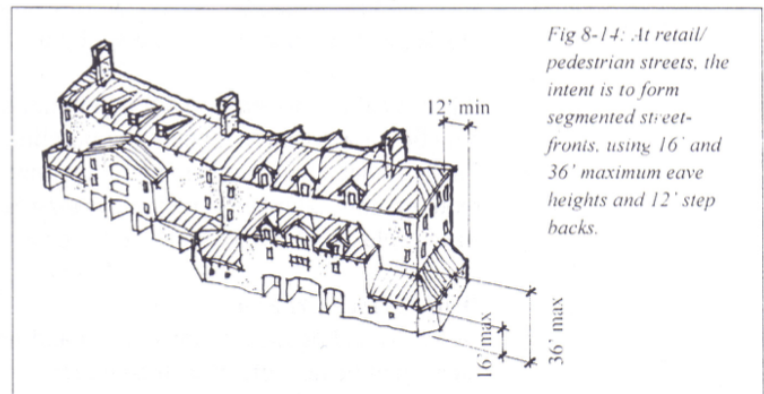 Fig 8-14: At retail/
pedestrian streets, the
intent is to form
segmented street-
fronts, using 16' and
36' maximum eave
heights and 12' step
backs.
12' min
16' max
36' max